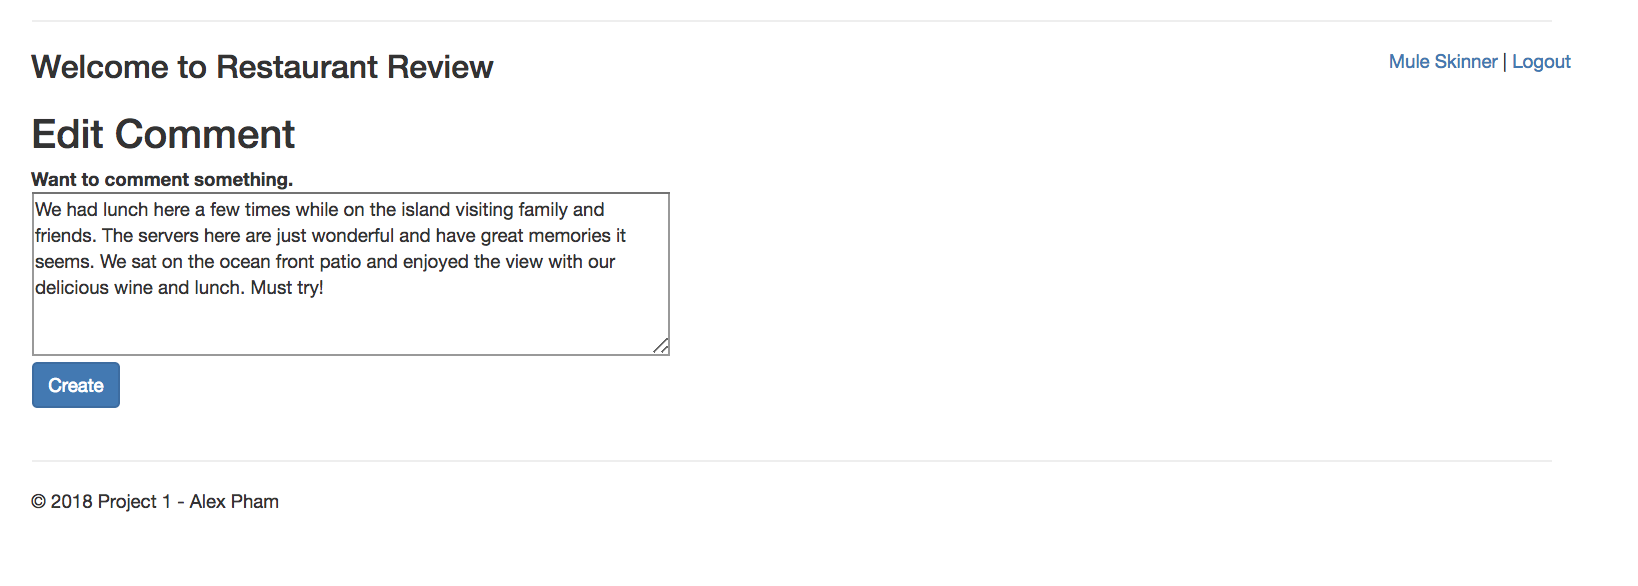 Welcome to Restaurant Review
Mule Skinner | Logout
Edit Comment
Want to comment something.
We had lunch here a few times while on the island visiting family and
friends. The servers here are just wonderful and have great memories it
seems. We sat on the ocean front patio and enjoyed the view with our
delicious wine and lunch. Must try!
Create
© 2018 Project 1 - Alex Pham